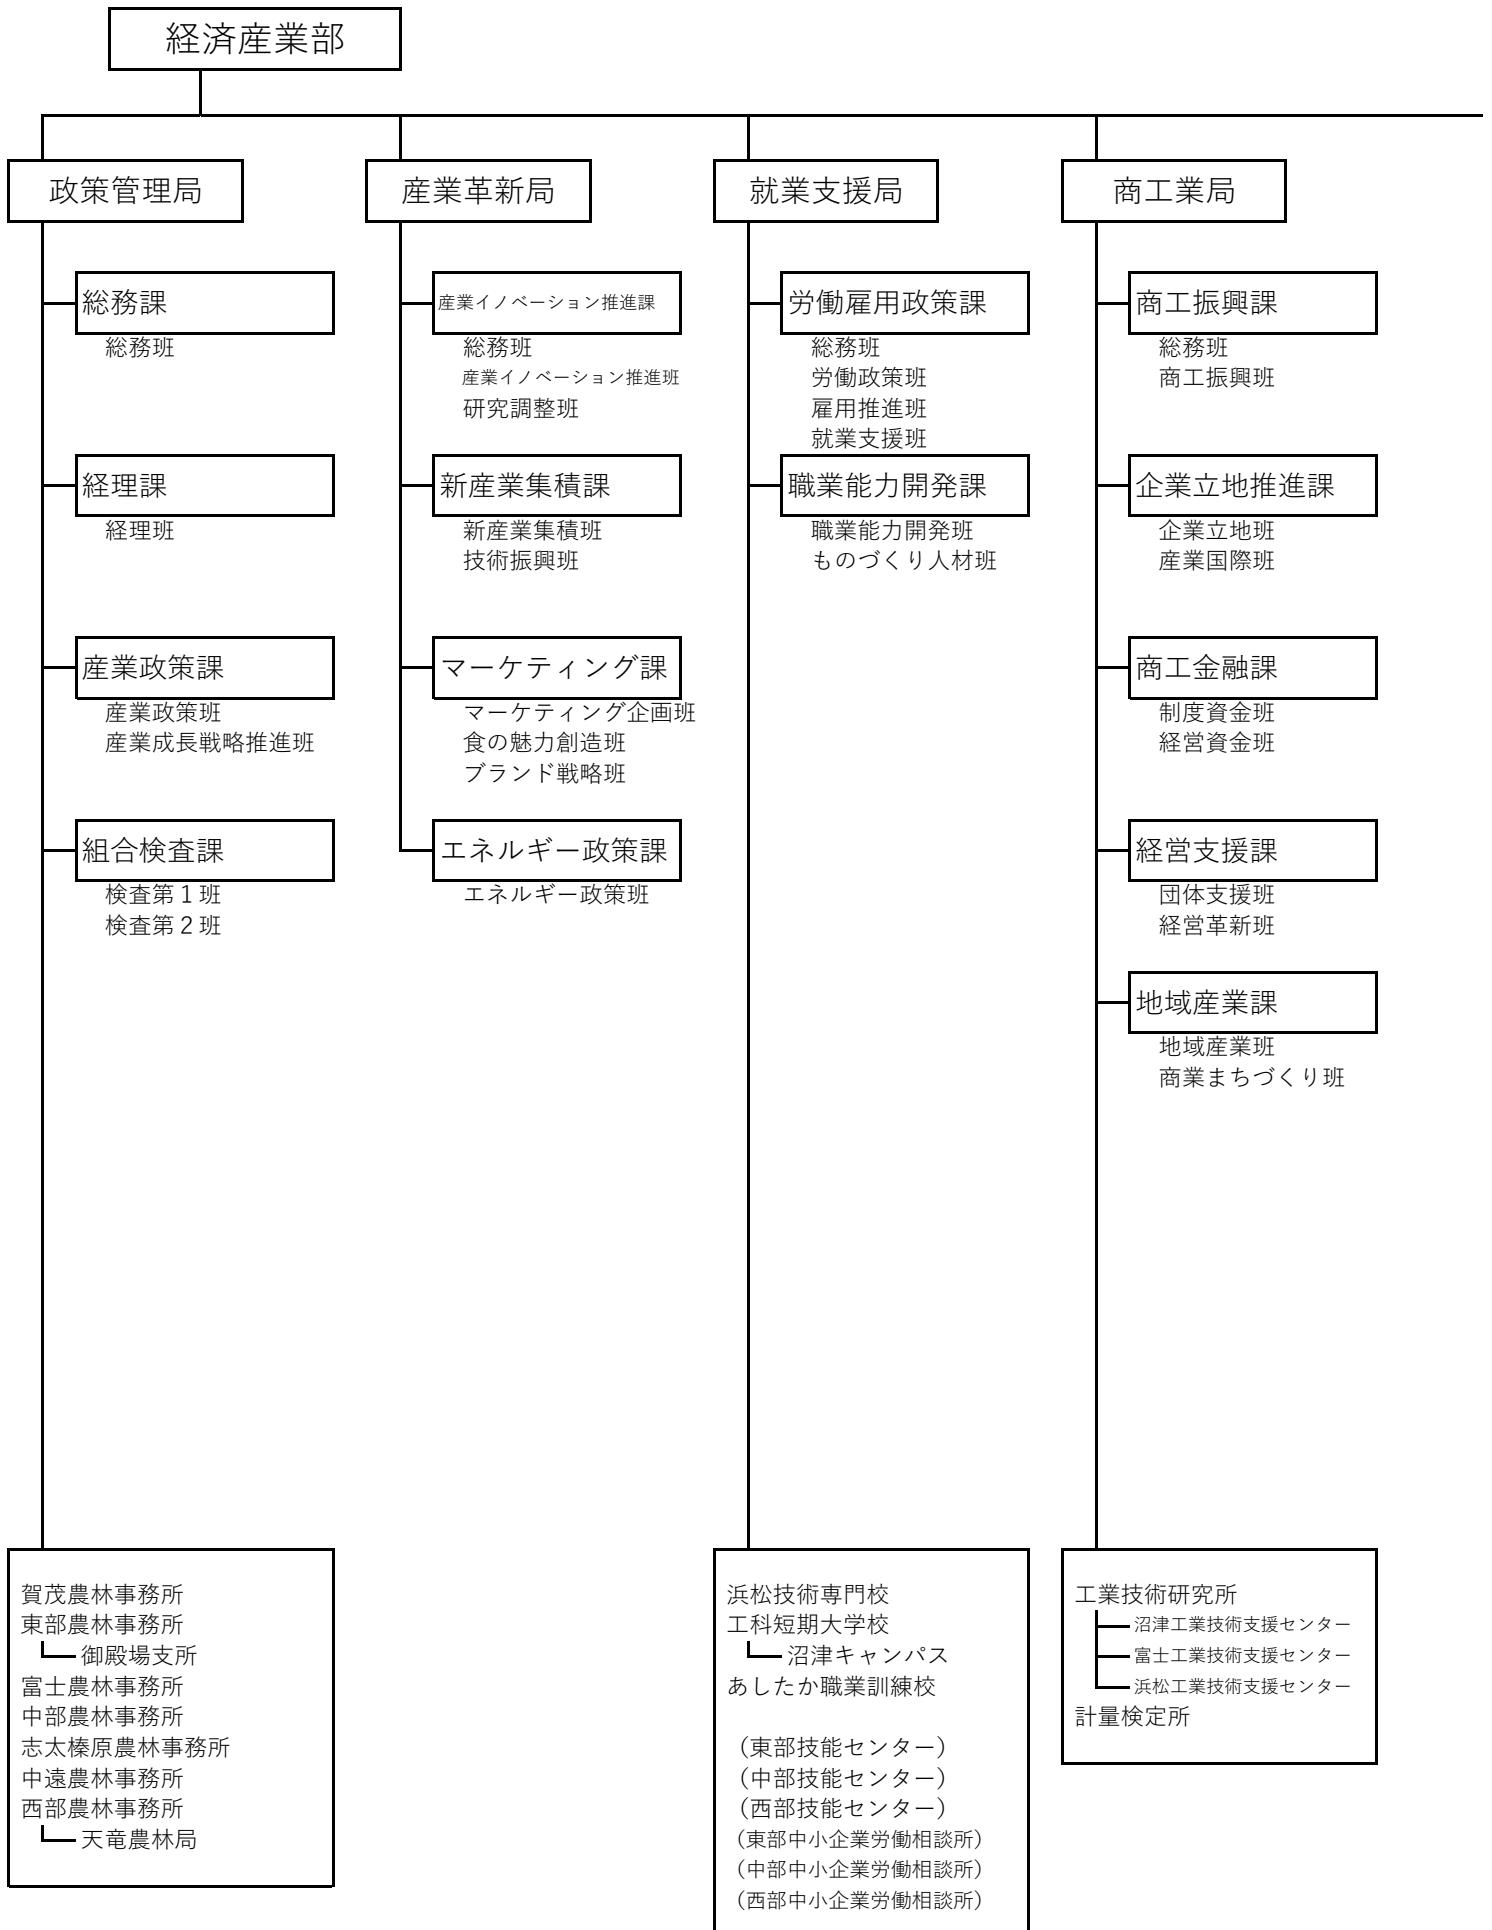 経済産業部
政策管理局
総務課
総務班
経理課
経理班
産業政策課
産業政策班
産業成長戦略推進班
組合検査課
検査第１班
検査第２班
賀茂農林事務所
東部農林事務所
御殿場支所
富士農林事務所
中部農林事務所
志太榛原農林事務所
中遠農林事務所
西部農林事務所
天竜農林局
産業革新局
産業イノベーション推進課
総務班
産業イノベーション推進班
研究調整班
新産業集積課
新産業集積班
技術振興班
マーケティング課
マーケティング企画班
食の魅力創造班
ブランド戦略班
エネルギー政策課
エネルギー政策班
就業支援局
労働雇用政策課
総務班
労働政策班
雇用推進班
就業支援班
職業能力開発課
職業能力開発班
ものづくり人材班
浜松技術専門校
工科短期大学校
沼津キャンパス
あしたか職業訓練校
（東部技能センター）
（中部技能センター）
（西部技能センター）
（東部中小企業労働相談所）
（中部中小企業労働相談所）
（西部中小企業労働相談所）
商工業局
商工振興課
総務班
商工振興班
企業立地推進課
企業立地班
産業国際班
商工金融課
制度資金班
経営資金班
経営支援課
団体支援班
経営革新班
地域産業課
地域産業班
商業まちづくり班
工業技術研究所
沼津工業技術支援センター
富士工業技術支援センター
浜松工業技術支援センター
計量検定所